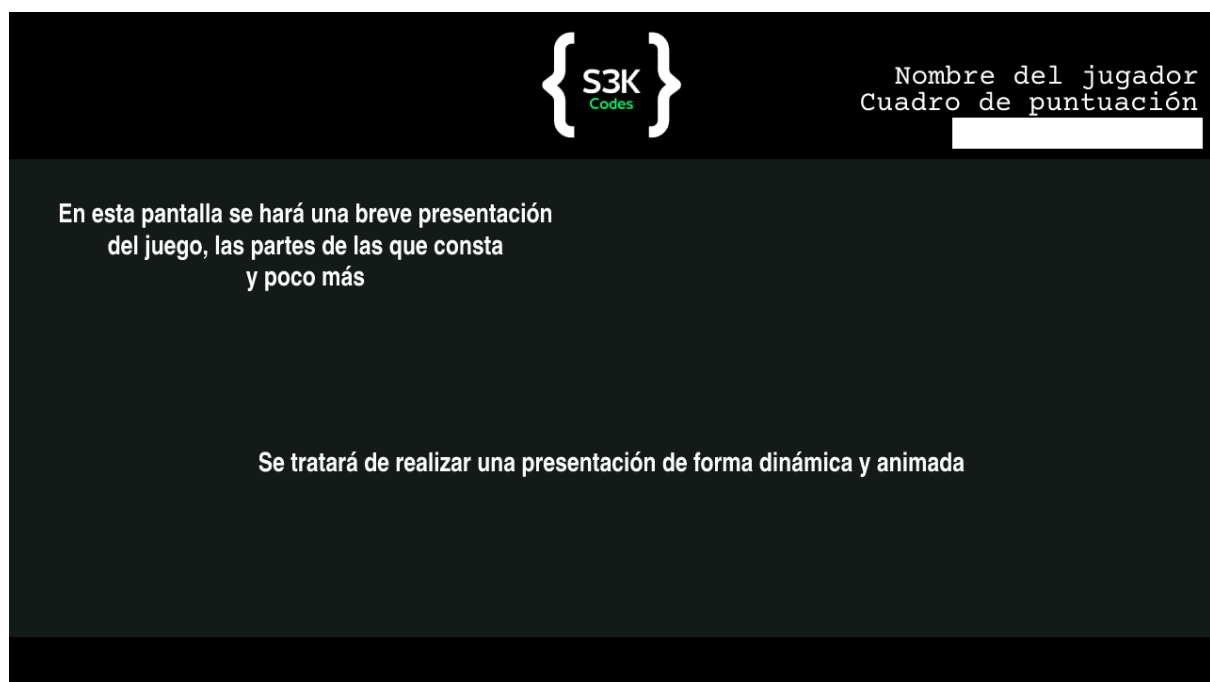 S3K
Codes
Nombre del jugador
Cuadro de puntuación
En esta pantalla se hará una breve presentación
del juego, las partes de las que consta
y poco más
Se tratará de realizar una presentación de forma dinámica y animada